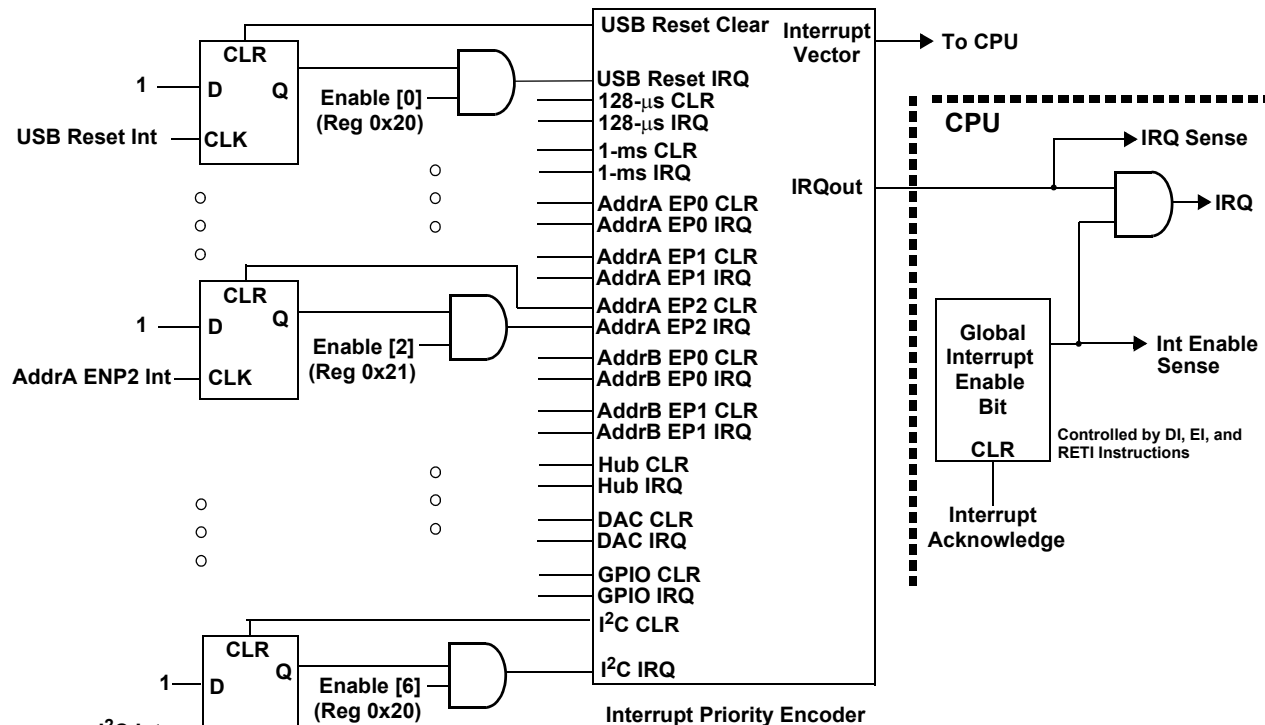 USB Reset Clear
Interrupt
Vector
To CPU
CLR
D
Q
1
CLK
USB Reset Int
Enable [0]
(Reg 0x20)
USB Reset IRQ
128-μs CLR
128-μs IRQ
1-ms CLR
1-ms IRQ
AddrA EP0 CLR
AddrA EP0 IRQ
AddrA EP1 CLR
AddrA EP1 IRQ
AddrA EP2 CLR
AddrA EP2 IRQ
AddrB EP0 CLR
AddrB EP0 IRQ
AddrB EP1 CLR
AddrB EP1 IRQ
Hub CLR
Hub IRQ
DAC CLR
DAC IRQ
GPIO CLR
GPIO IRQ
I²C CLR
I²C IRQ
IRQout
CPU
IRQ Sense
IRQ
CLR
D
Q
1
CLK
AddrA ENP2 Int
Enable [2]
(Reg 0x21)
Global
Interrupt
Enable
Bit
CLR
Int Enable
Sense
Controlled by DI, EI, and
RETI Instructions
Interrupt
Acknowledge
CLR
D
Q
1
Enable [6]
(Reg 0x20)
Interrupt Priority Encoder